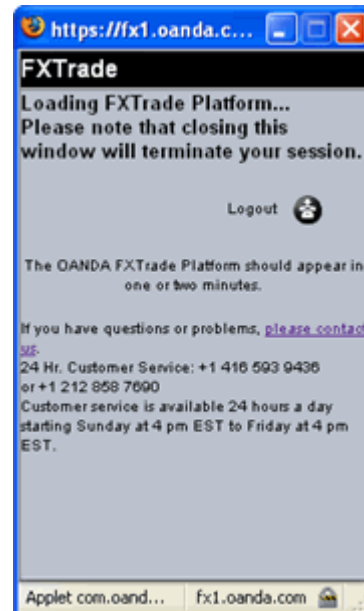 https://fx1.oanda.c...
FXTrade
Loading FXTrade Platform...
Please note that closing this
window will terminate your session.
Logout
The OANDA FXTrade Platform should appear in
one or two minutes.
If you have questions or problems, please contact
us.
24 Hr. Customer Service: +1 416 593 9436
or +1 212 858 7690
Customer service is available 24 hours a day
starting Sunday at 4 pm EST to Friday at 4 pm
EST.
Applet com.oand... fx1.oanda.com